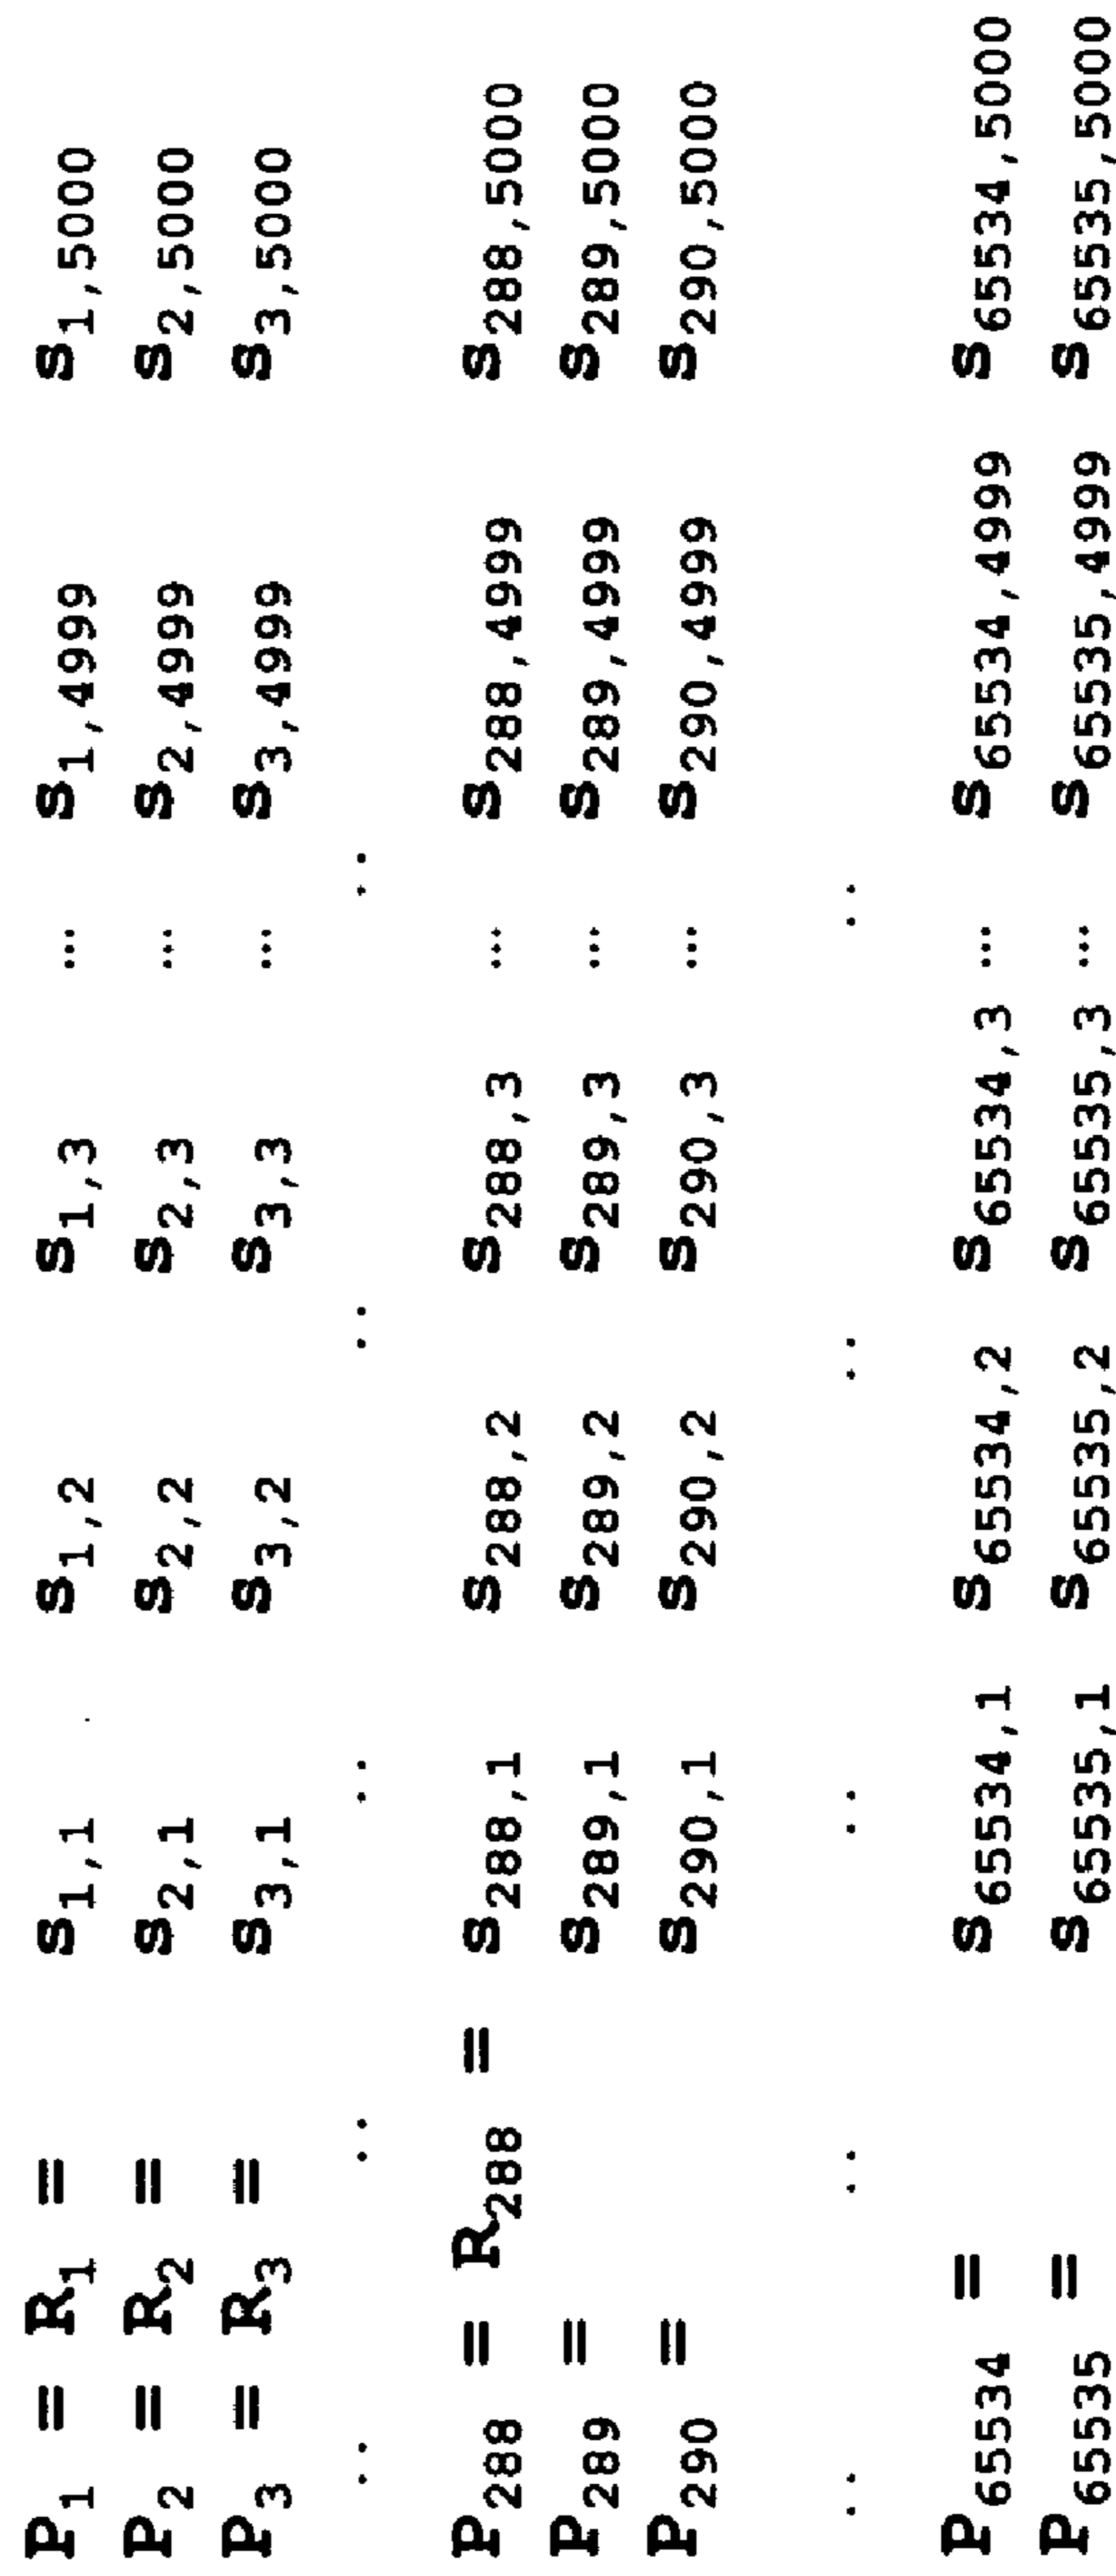 P1 = R1 = S1,1 S1,2 S1,3 ... S1,4999 S1,5000
P2 = R2 = S2,1 S2,2 S2,3 ... S2,4999 S2,5000
P3 = R3 = S3,1 S3,2 S3,3 ... S3,4999 S3,5000
: : : : : :
P288 = R288 = S288,1 S288,2 S288,3 ... S288,4999 S288,5000
P289 = S289,1 S289,2 S289,3 ... S289,4999 S289,5000
P290 = S290,1 S290,2 S290,3 ... S290,4999 S290,5000
: : : : :
P65534 = S65534,1 S65534,2 S65534,3 ... S65534,4999 S65534,5000
P65535 = S65535,1 S65535,2 S65535,3 ... S65535,4999 S65535,5000